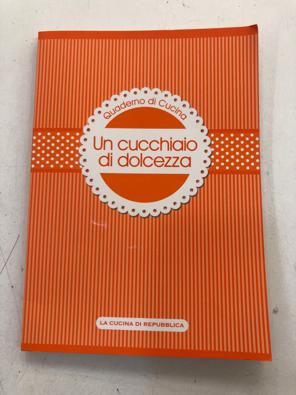 Quaderno di Cucina
Un cucchiaio
di dolcezza
LA CUCINA DI REPUBBLICA